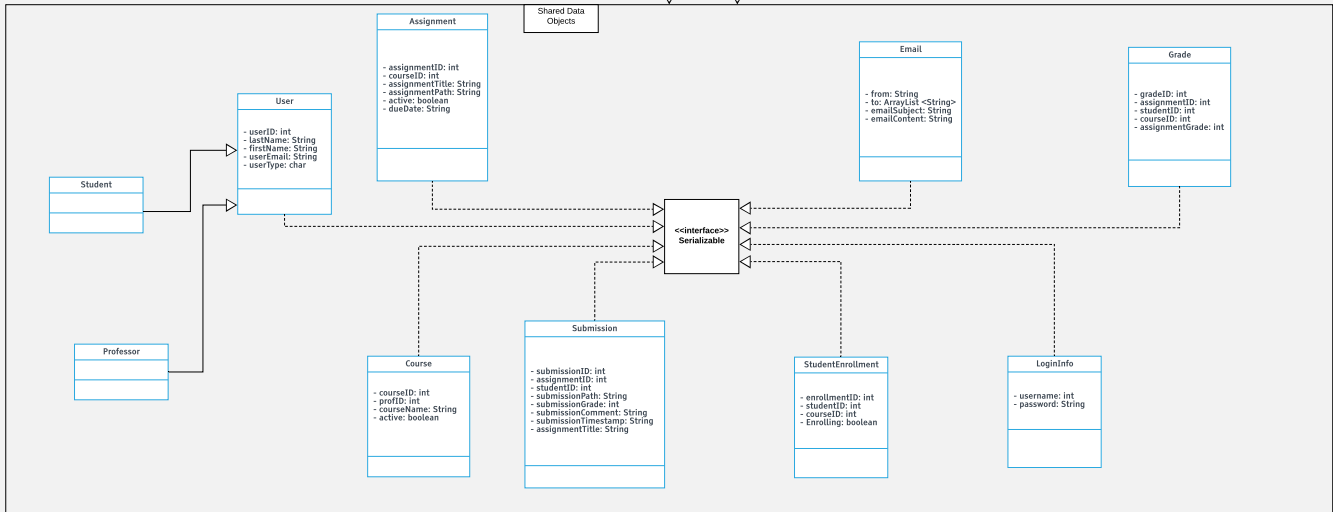 Shared Data
Objects
Assignment
- assignmentID: int
- courseID: int
- assignmentTitle: String
- assignmentPath: String
- active: boolean
- dueDate: String
Email
- from: String
- to: ArrayList <String>
- emailSubject: String
- emailContent: String
Grade
- gradeID: int
- assignmentID: int
- studentID: int
- courseID: int
- assignmentGrade: int
User
- userID: int
- lastName: String
- firstName: String
- userEmail: String
- userType: char
Student
<<interface>>
Serializable
Professor
Course
- courseID: int
- profID: int
- courseName: String
- active: boolean
Submission
- submissionID: int
- assignmentID: int
- studentID: int
- submissionPath: String
- submissionGrade: int
- submissionComment: String
- submissionTimestamp: String
- assignmentTitle: String
StudentEnrollment
- enrollmentID: int
- studentID: int
- courseID: int
- Enrolling: boolean
LoginInfo
- username: int
- password: String